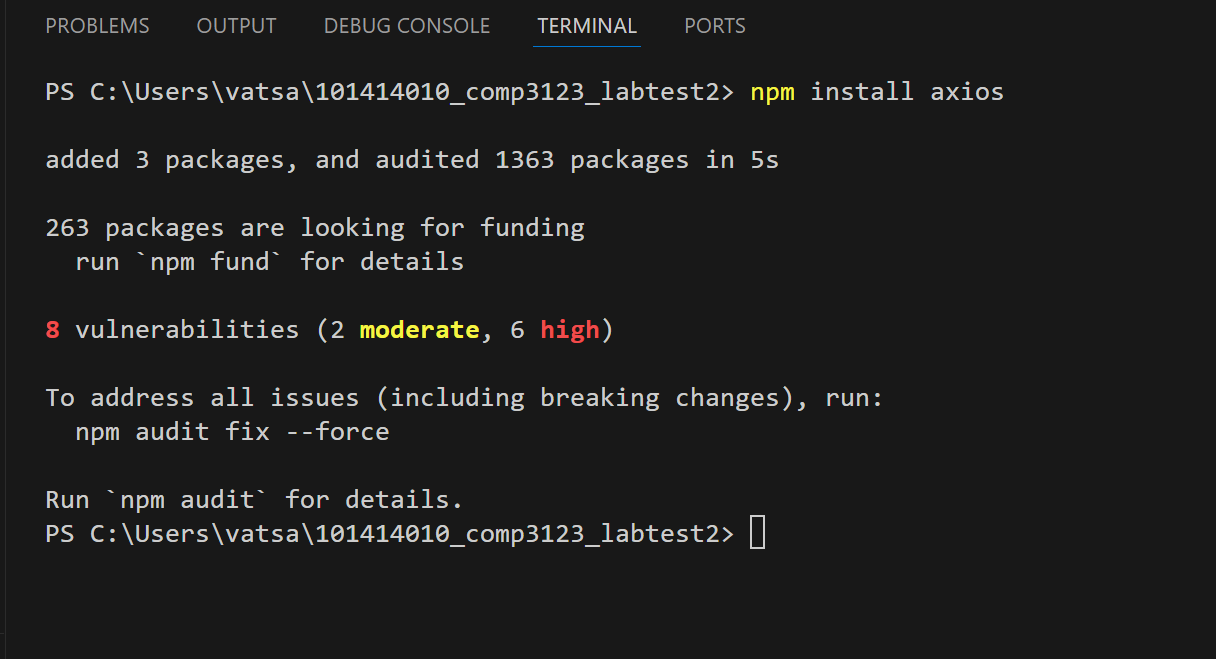 PROBLEMS OUTPUT DEBUG CONSOLE TERMINAL PORTS
PS C:\Users\vatsa\101414010_comp3123_labtest2> npm install axios
added 3 packages, and audited 1363 packages in 5s
263 packages are looking for funding
  run `npm fund` for details
8 vulnerabilities (2 moderate, 6 high)
To address all issues (including breaking changes), run:
  npm audit fix --force
Run `npm audit` for details.
PS C:\Users\vatsa\101414010_comp3123_labtest2>